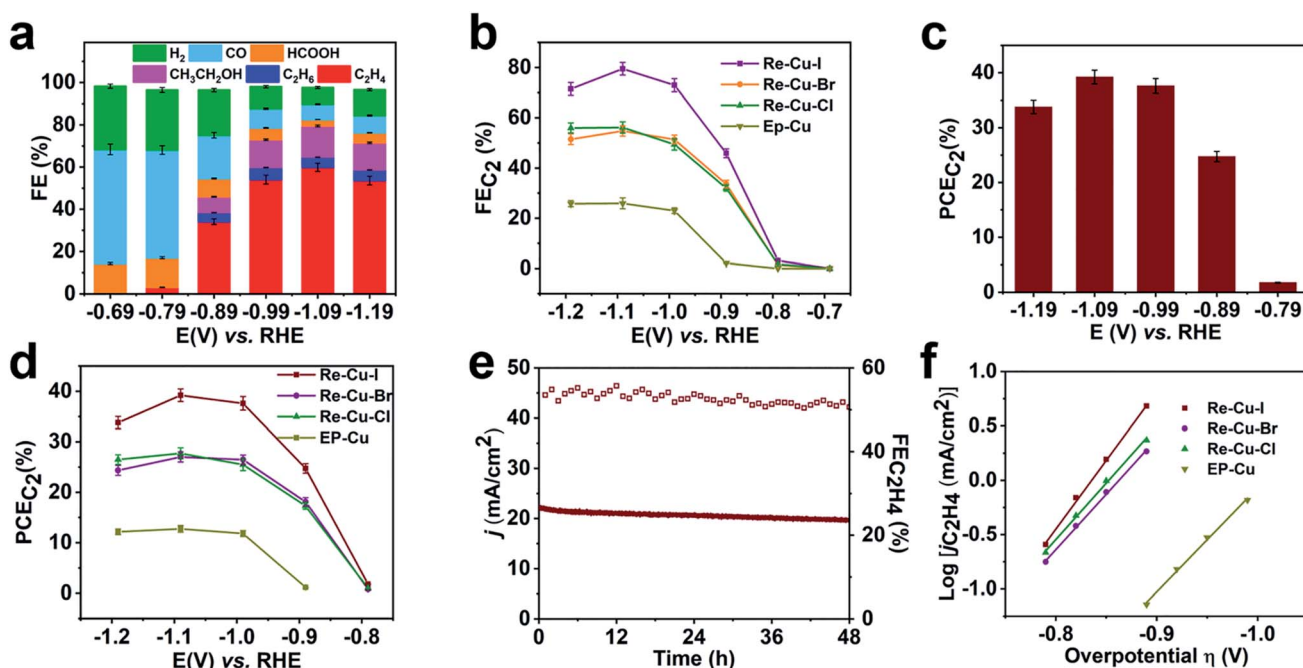 a
FE (%)
100
80
60
40
20
0
H2 CO HCOOH
CH3CH2OH C2H6 C2H4
-0.69 -0.79 -0.89 -0.99 -1.09 -1.19
E(V) vs. RHE
b
FEC2 (%)
80
60
40
20
0
Re-Cu-I
Re-Cu-Br
Re-Cu-Cl
Ep-Cu
-1.2 -1.1 -1.0 -0.9 -0.8 -0.7
E(V) vs. RHE
c
PCEC2(%)
40
30
20
10
0
-1.19 -1.09 -0.99 -0.89 -0.79
E (V) vs. RHE
d
PCEC2(%)
40
30
20
10
0
Re-Cu-I
Re-Cu-Br
Re-Cu-Cl
EP-Cu
-1.2 -1.1 -1.0 -0.9 -0.8
E(V) vs. RHE
e
j (mA/cm2)
50
40
30
20
10
0
60
40
20
0
FEC2H4 (%)
0 12 24 36 48
Time (h)
f
Log [jC2H4 (mA/cm2)]
1.0
0.5
0.0
-0.5
-1.0
Re-Cu-I
Re-Cu-Br
Re-Cu-Cl
EP-Cu
-0.8 -0.9 -1.0
Overpotential η (V)